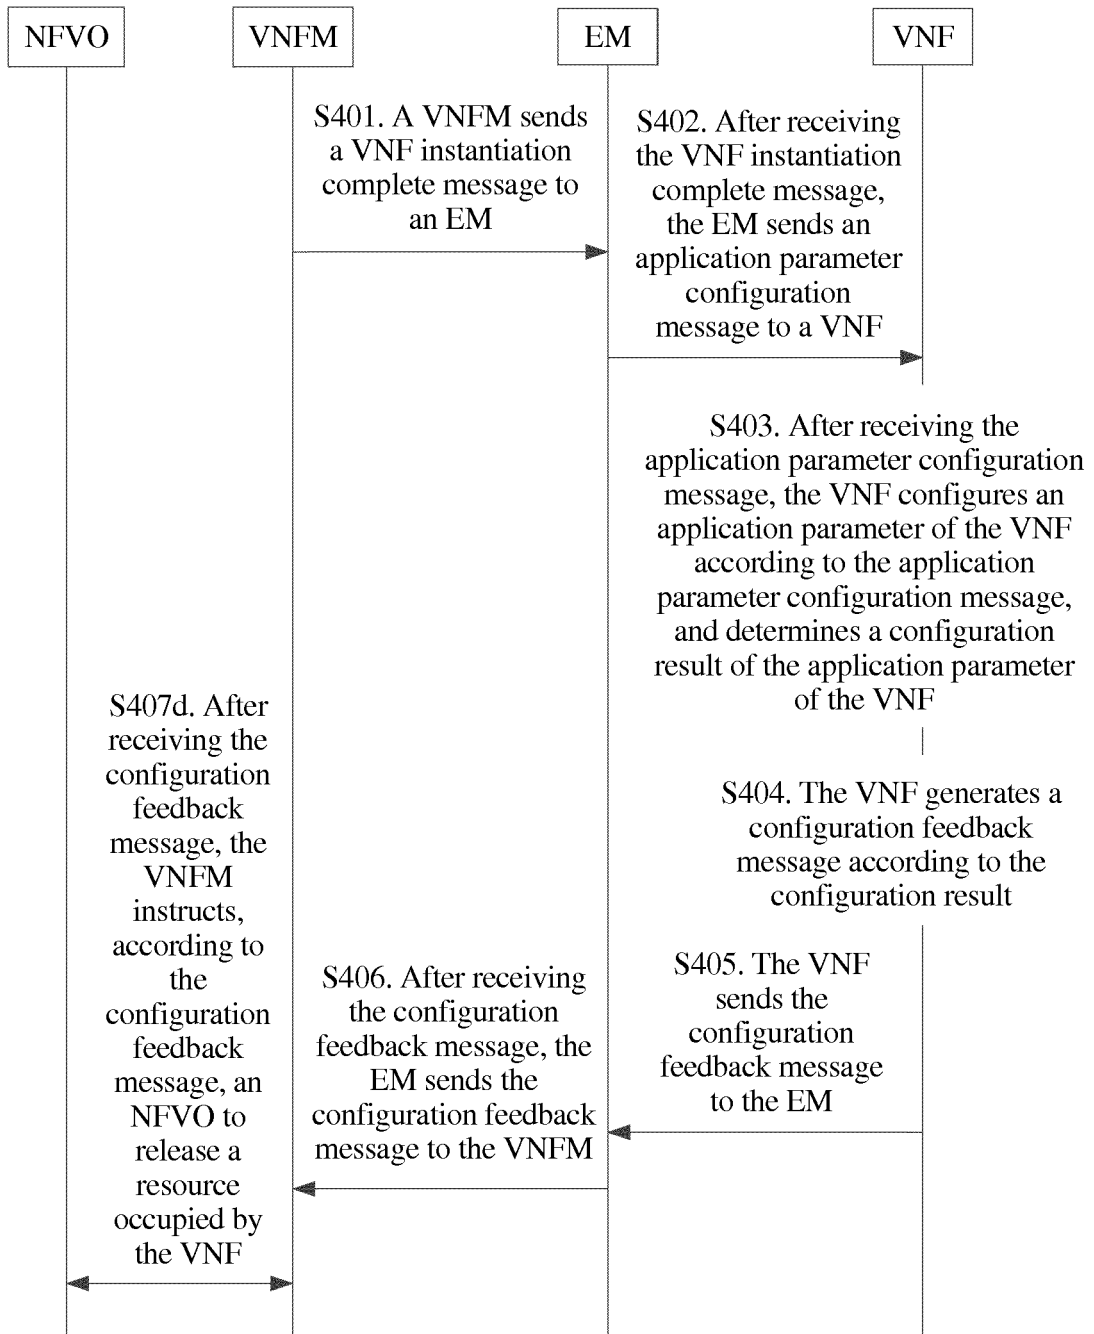 NFVO
VNFM
EM
VNF
S401. A VNFM sends
a VNF instantiation
complete message to
an EM
S402. After receiving
the VNF instantiation
complete message,
the EM sends an
application parameter
configuration
message to a VNF
S403. After receiving the
application parameter configuration
message, the VNF configures an
application parameter of the VNF
according to the application
parameter configuration message,
and determines a configuration
result of the application parameter
of the VNF
S404. The VNF generates a
configuration feedback
message according to the
configuration result
S405. The VNF
sends the
configuration
feedback message
to the EM
S406. After receiving
the configuration
feedback message, the
EM sends the
configuration feedback
message to the VNFM
S407d. After
receiving the
configuration
feedback
message, the
VNFM
instructs,
according to
the
configuration
feedback
message, an
NFVO to
release a
resource
occupied by
the VNF